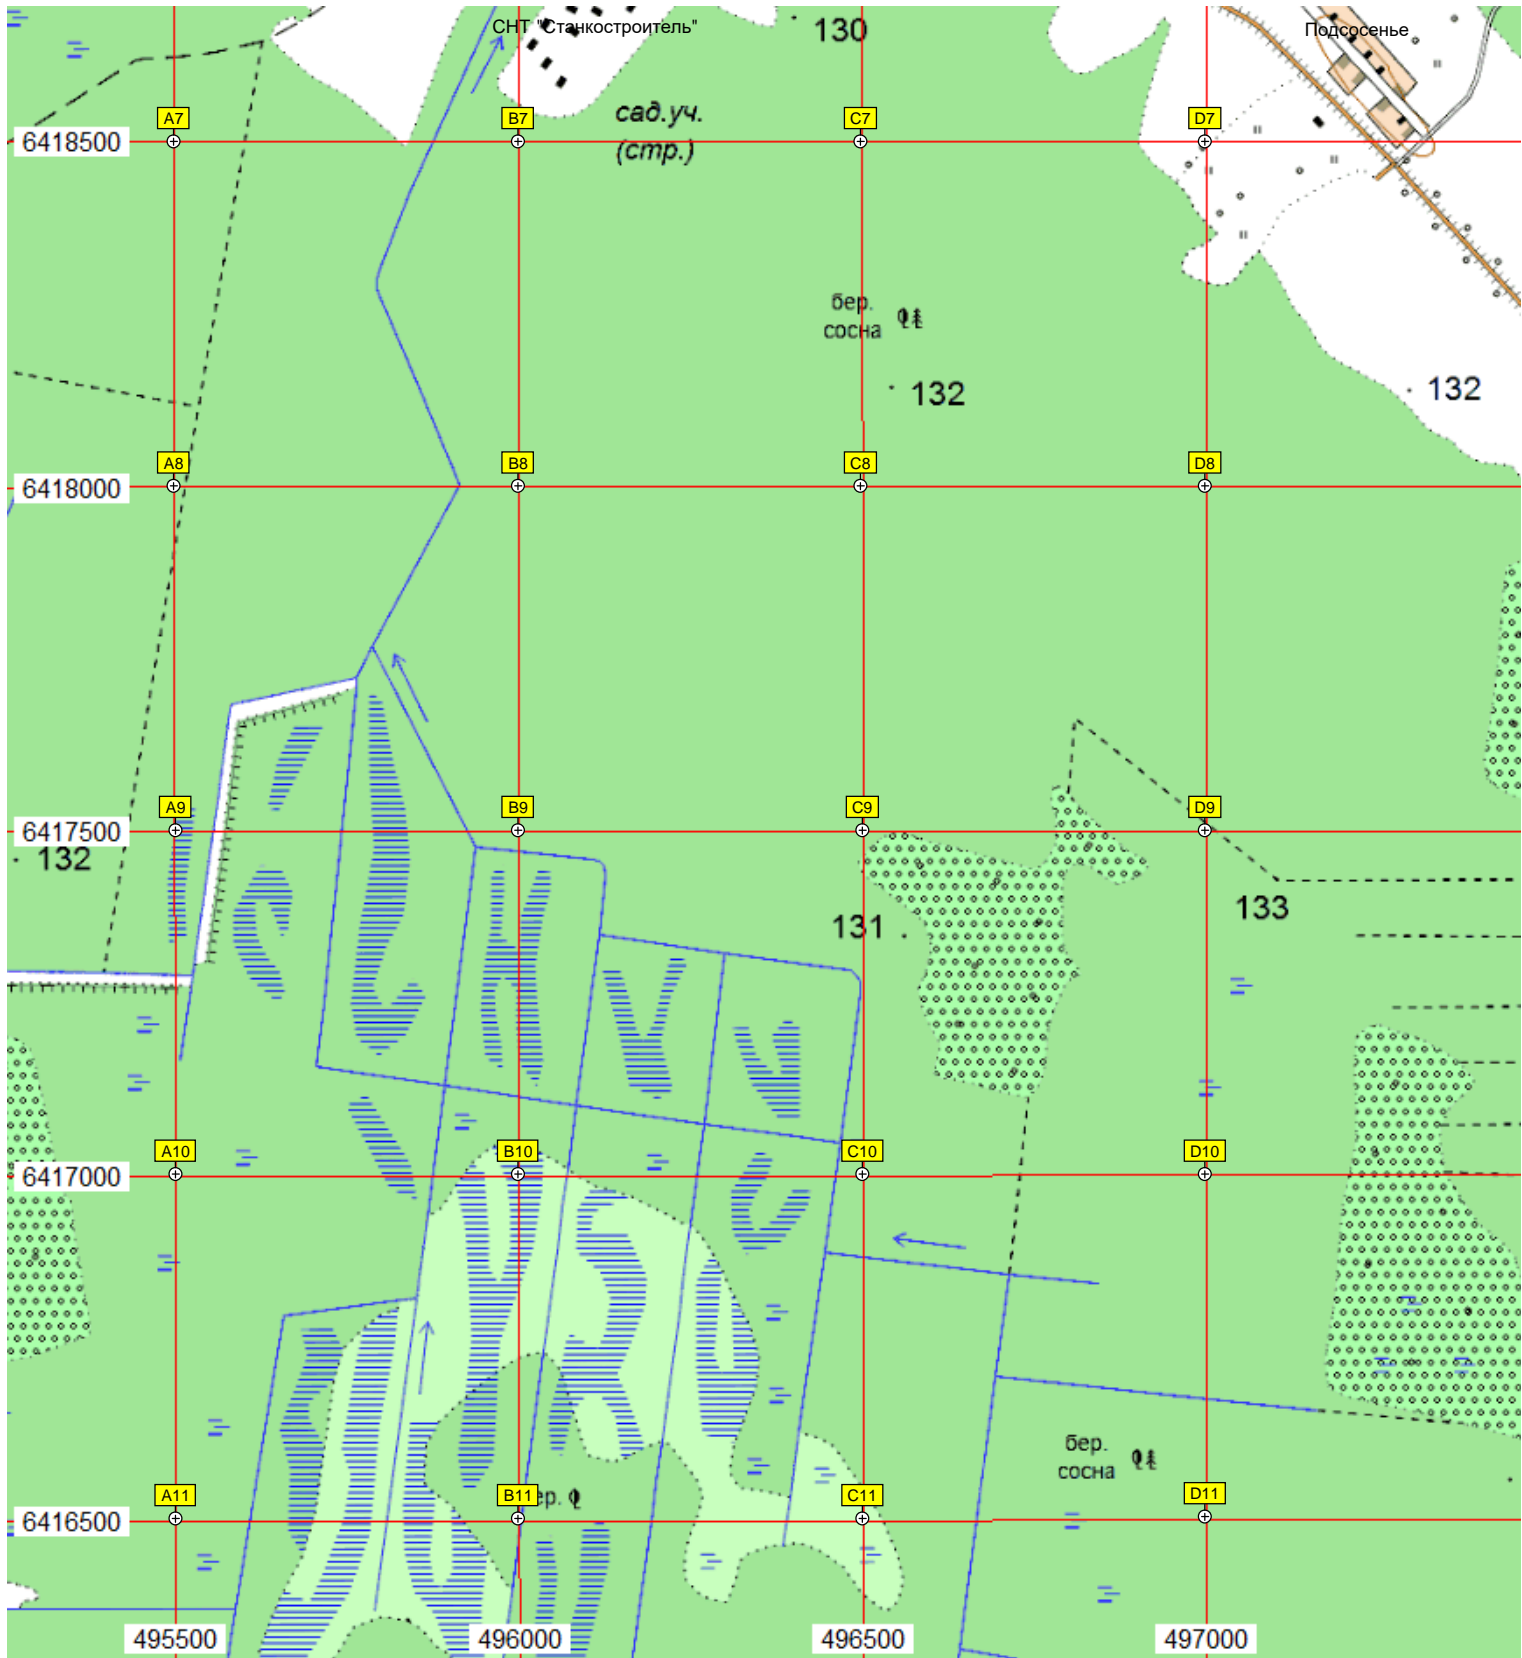 СНТ "Станкостроитель"
130
Подсосенье
сад.уч.
(стр.)
A7
B7
C7
D7
6418500
бер.
сосна
132
132
A8
B8
C8
D8
6418000
A9
B9
C9
D9
6417500
132
131
133
A10
B10
C10
D10
6417000
бер.
сосна
A11
B11
ер.
C11
D11
6416500
495500
496000
496500
497000